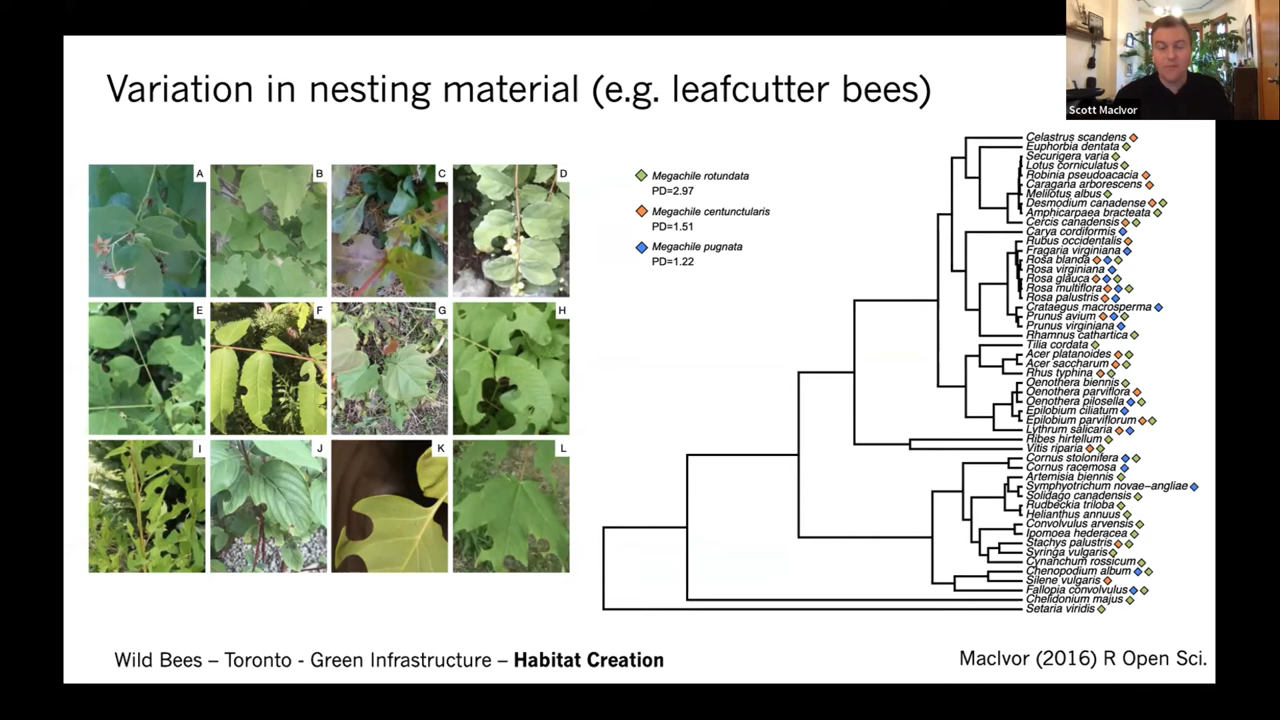 Scott MacIvor
Variation in nesting material (e.g. leafcutter bees)
A
B
C
D
E
F
G
H
I
J
K
L
Megachile rotundata
PD=2.97
Megachile centunctularis
PD=1.51
Megachile pugnata
PD=1.22
Celastrus scandens
Euphorbia dentata
Securigera varia
Lotus corniculatus
Robinia pseudoacacia
Caragana arborescens
Melilotus albus
Desmodium canadense
Amphicarpaea bracteata
Cercis canadensis
Carya cordiformis
Rubus occidentalis
Fragaria virginiana
Rosa blanda
Rosa virginiana
Rosa glauca
Rosa multiflora
Rosa palustris
Crataegus macrosperma
Prunus avium
Prunus virginiana
Rhamnus cathartica
Tilia cordata
Acer platanoides
Acer saccharum
Rhus typhina
Oenothera biennis
Oenothera parviflora
Oenothera pilosella
Epilobium ciliatum
Epilobium parviflorum
Lythrum salicaria
Ribes hirtellum
Vitis riparia
Cornus stolonifera
Cornus racemosa
Artemisia biennis
Symphyotrichum novae−angliae
Solidago canadensis
Rudbeckia triloba
Helianthus annuus
Convolvulus arvensis
Ipomoea hederacea
Stachys palustris
Syringa vulgaris
Cynanchum rossicum
Chenopodium album
Silene vulgaris
Fallopia convolvulus
Chelidonium majus
Setaria viridis
Wild Bees – Toronto - Green Infrastructure – Habitat Creation
MacIvor (2016) R Open Sci.